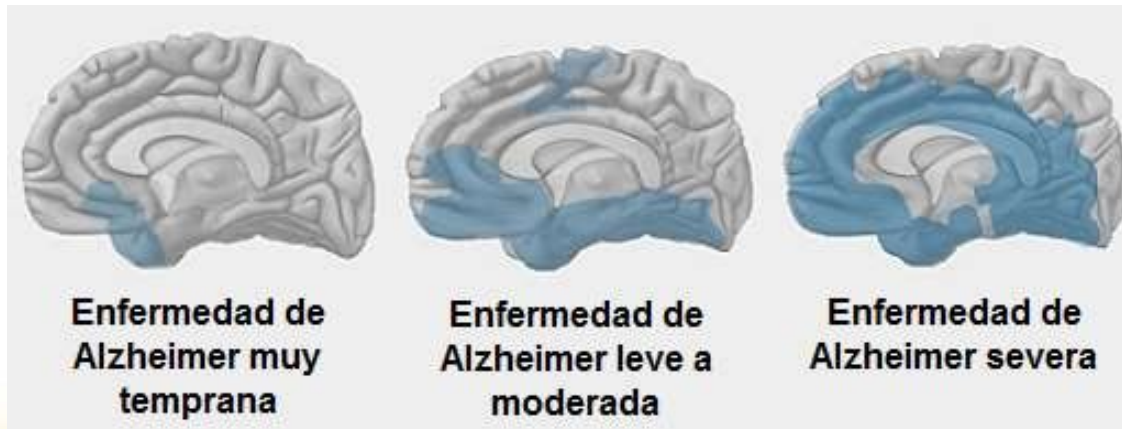 Enfermedad de
Alzheimer muy
temprana
Enfermedad de
Alzheimer leve a
moderada
Enfermedad de
Alzheimer severa